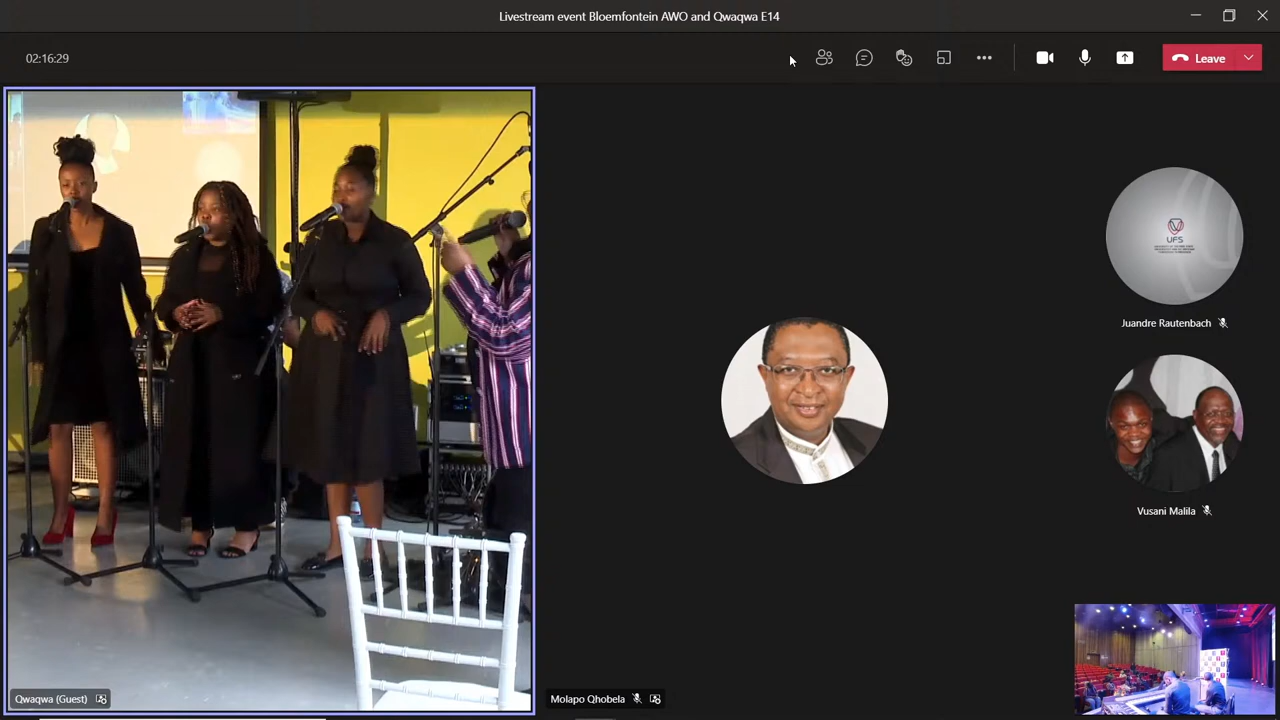 Livestream event Bloemfontein AWO and Qwaqwa E14
02:16:29
Leave
UFS
Juandre Rautenbach
Vusani Malila
Qwaqwa (Guest)
Molapo Qhobela